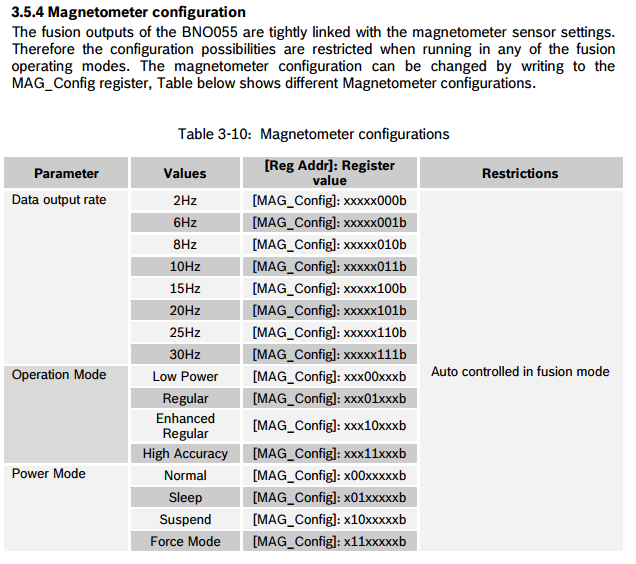 3.5.4 Magnetometer configuration
The fusion outputs of the BNO055 are tightly linked with the magnetometer sensor settings.
Therefore the configuration possibilities are restricted when running in any of the fusion
operating modes. The magnetometer configuration can be changed by writing to the
MAG_Config register, Table below shows different Magnetometer configurations.
Table 3-10: Magnetometer configurations
Parameter Values [Reg Addr]: Register value Restrictions
Data output rate 2Hz [MAG_Config]: xxxxx000b
6Hz [MAG_Config]: xxxxx001b
8Hz [MAG_Config]: xxxxx010b
10Hz [MAG_Config]: xxxxx011b
15Hz [MAG_Config]: xxxxx100b
20Hz [MAG_Config]: xxxxx101b
25Hz [MAG_Config]: xxxxx110b
30Hz [MAG_Config]: xxxxx111b
Operation Mode Low Power [MAG_Config]: xxx00xxxb Auto controlled in fusion mode
Regular [MAG_Config]: xxx01xxxb
Enhanced Regular [MAG_Config]: xxx10xxxb
High Accuracy [MAG_Config]: xxx11xxxb
Power Mode Normal [MAG_Config]: x00xxxxxb
Sleep [MAG_Config]: x01xxxxxb
Suspend [MAG_Config]: x10xxxxxb
Force Mode [MAG_Config]: x11xxxxxb